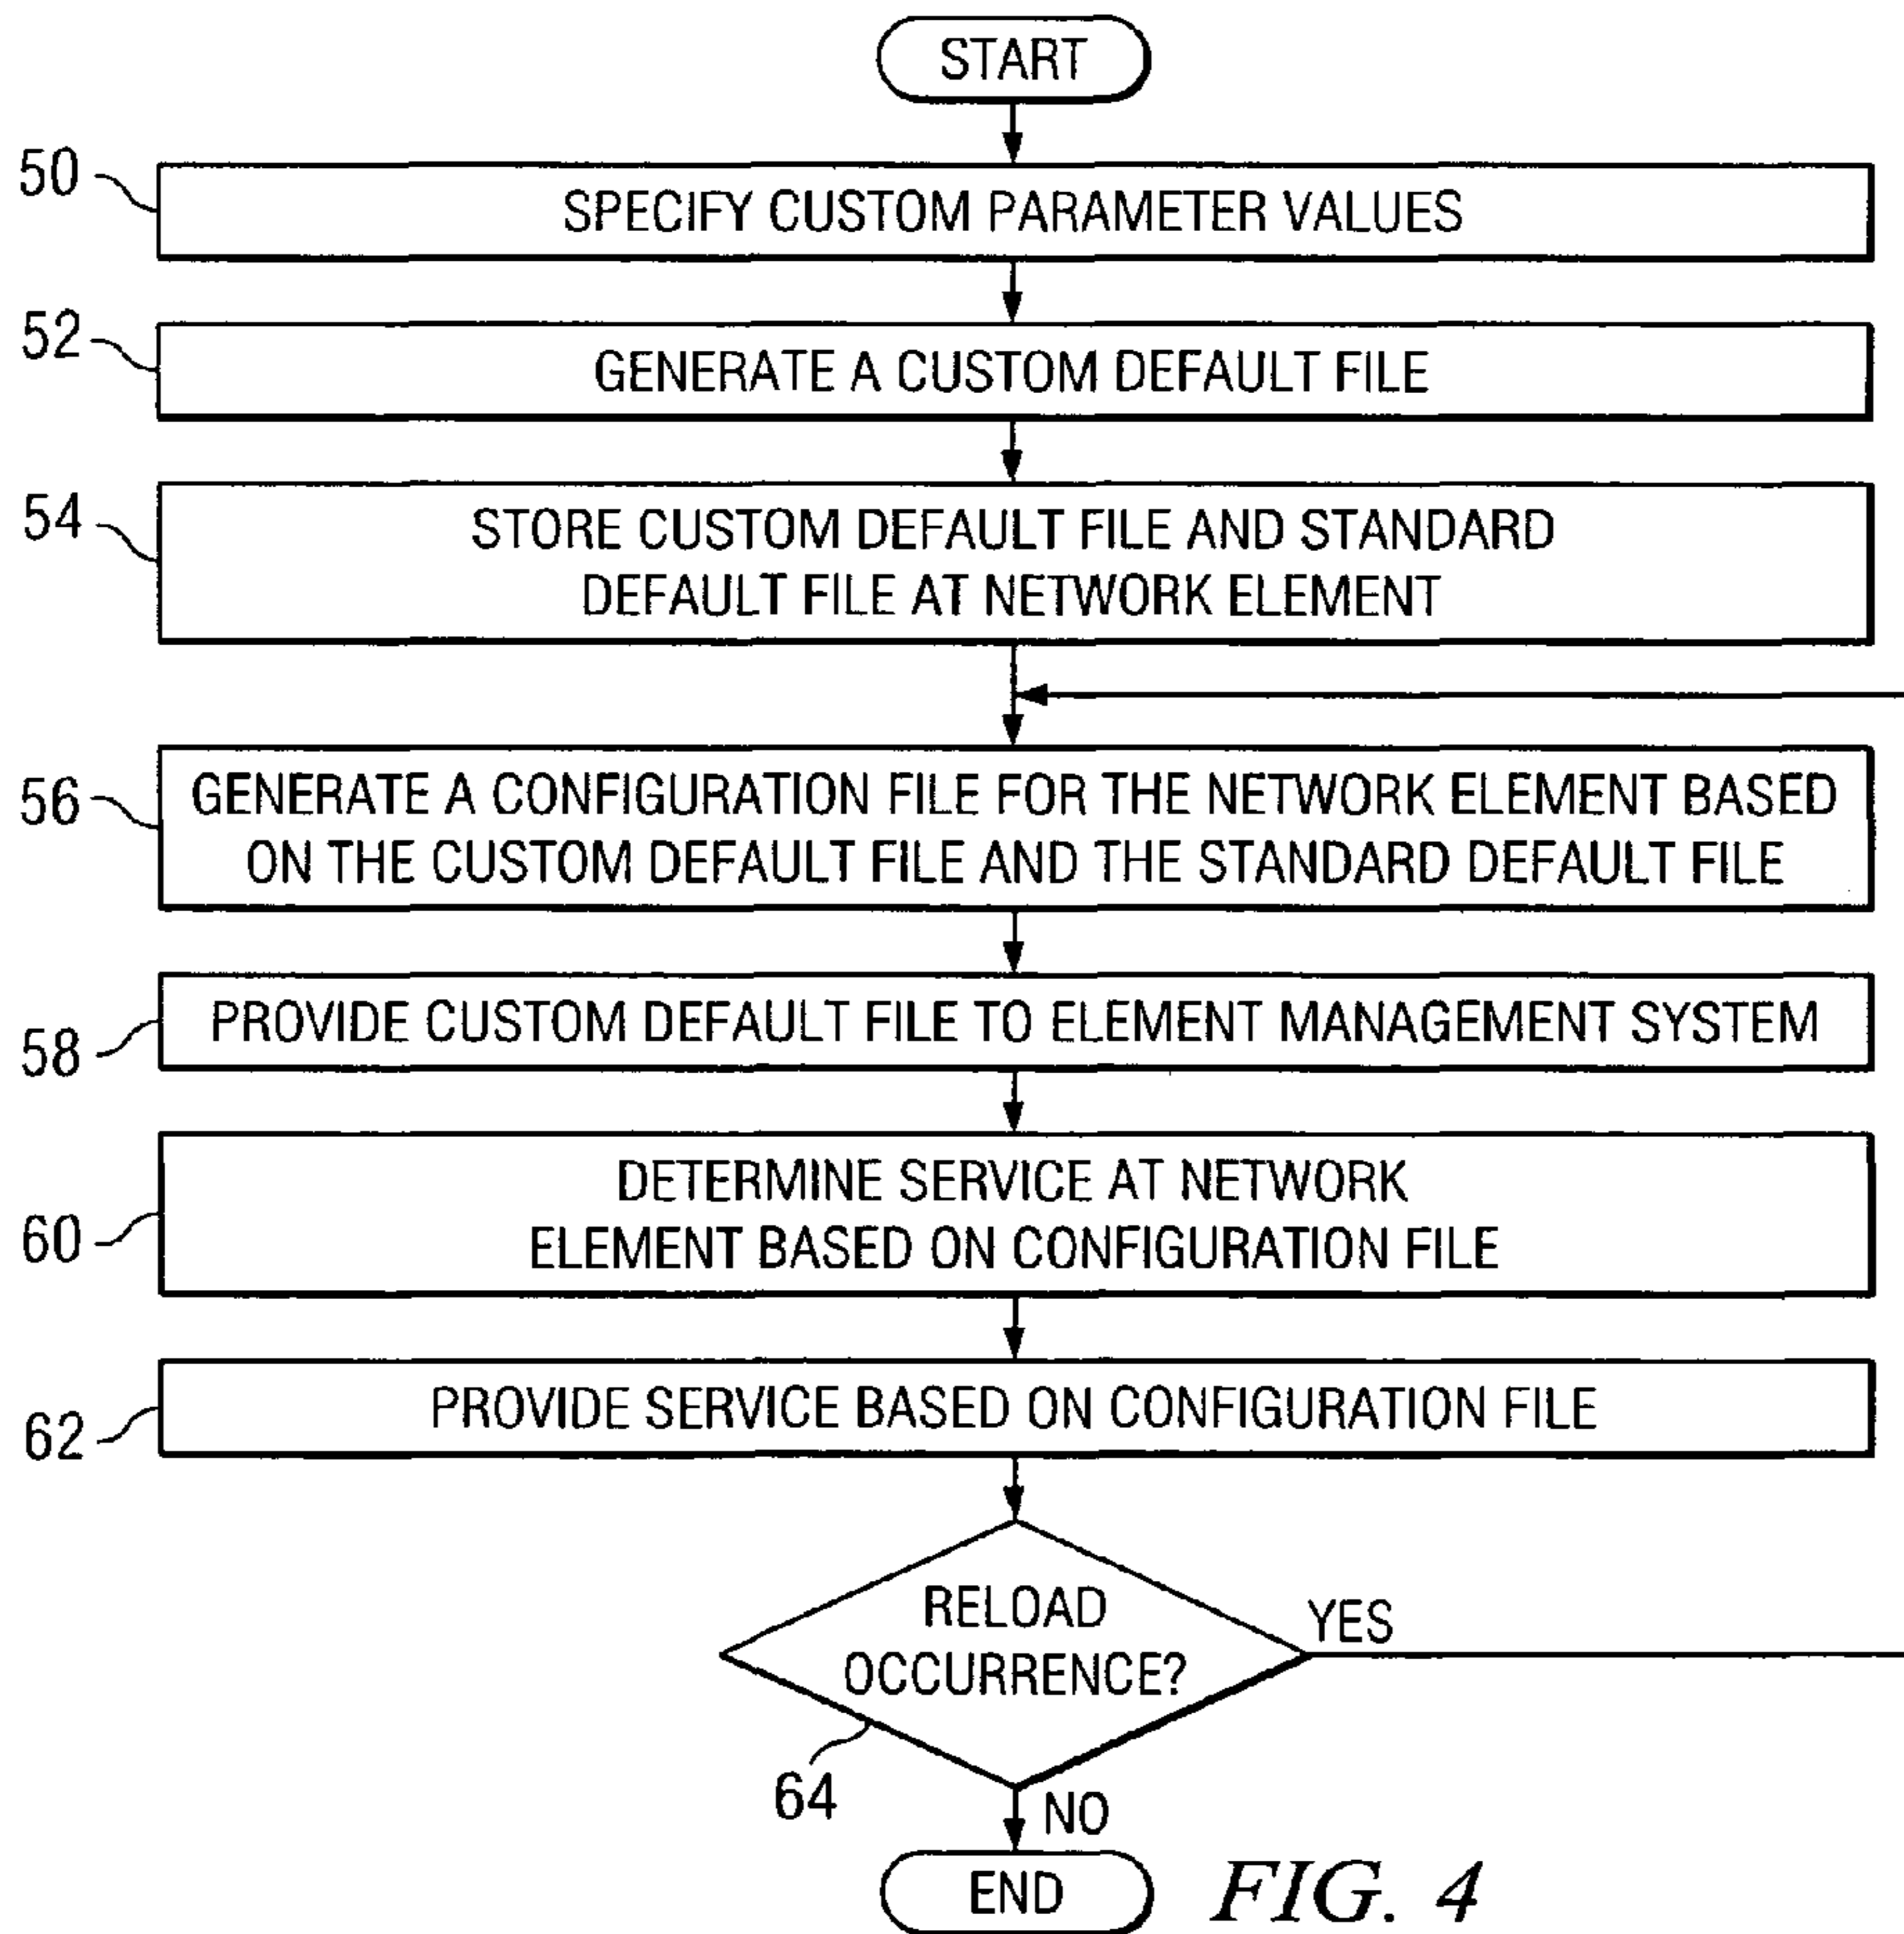 START
50
SPECIFY CUSTOM PARAMETER VALUES
52
GENERATE A CUSTOM DEFAULT FILE
54
STORE CUSTOM DEFAULT FILE AND STANDARD
DEFAULT FILE AT NETWORK ELEMENT
56
GENERATE A CONFIGURATION FILE FOR THE NETWORK ELEMENT BASED
ON THE CUSTOM DEFAULT FILE AND THE STANDARD DEFAULT FILE
58
PROVIDE CUSTOM DEFAULT FILE TO ELEMENT MANAGEMENT SYSTEM
60
DETERMINE SERVICE AT NETWORK
ELEMENT BASED ON CONFIGURATION FILE
62
PROVIDE SERVICE BASED ON CONFIGURATION FILE
RELOAD
OCCURRENCE?
YES
64
NO
END
FIG. 4